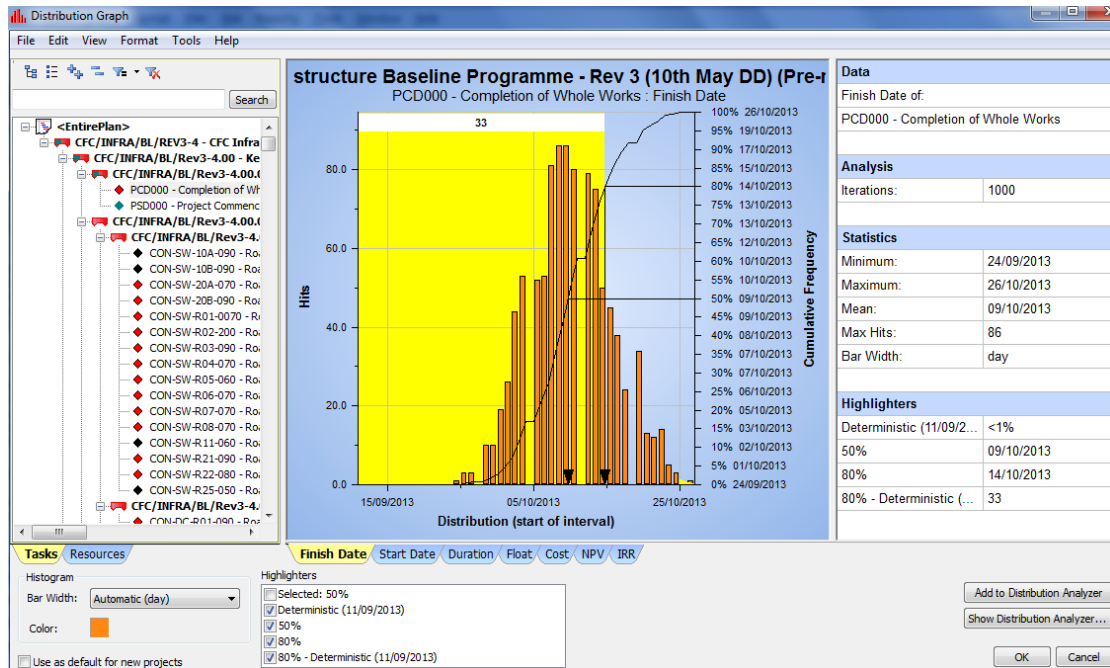 Distribution Graph
File Edit View Format Tools Help
Search
<EntirePlan>
CFC/INFRA/BL/REV3-4 - CFC Infra
CFC/INFRA/BL/Rev3-4.00 - Ke
CFC/INFRA/BL/Rev3-4.00.0
PCD000 - Completion of Wh
PSD000 - Project Commenc
CFC/INFRA/BL/Rev3-4.00.0
CFC/INFRA/BL/Rev3-4.
CON-SW-10A-090 - Roa
CON-SW-10B-090 - Roa
CON-SW-20A-070 - Roa
CON-SW-20B-090 - Roa
CON-SW-R01-0070 - Roa
CON-SW-R02-200 - Roa
CON-SW-R03-090 - Roa
CON-SW-R04-070 - Roa
CON-SW-R05-060 - Roa
CON-SW-R06-070 - Roa
CON-SW-R07-070 - Roa
CON-SW-R08-070 - Roa
CON-SW-R11-060 - Roa
CON-SW-R21-090 - Roa
CON-SW-R22-080 - Roa
CON-SW-R25-050 - Roa
CFC/INFRA/BL/Rev3-4.
CON-DC-R01-090 - Roa
Tasks Resources
structure Baseline Programme - Rev 3 (10th May DD) (Pre-r
PCD000 - Completion of Whole Works : Finish Date
33
Hits
80.0
60.0
40.0
20.0
0.0
15/09/2013 05/10/2013 25/10/2013
Distribution (start of interval)
100% 26/10/2013
95% 19/10/2013
90% 17/10/2013
85% 15/10/2013
80% 14/10/2013
75% 13/10/2013
70% 13/10/2013
65% 12/10/2013
60% 10/10/2013
55% 10/10/2013
50% 09/10/2013
45% 09/10/2013
40% 08/10/2013
35% 07/10/2013
30% 07/10/2013
25% 06/10/2013
20% 05/10/2013
15% 03/10/2013
10% 02/10/2013
5% 01/10/2013
0% 24/09/2013
Cumulative Frequency
Finish Date Start Date Duration Float Cost NPV IRR
Data
Finish Date of:
PCD000 - Completion of Whole Works
Analysis
Iterations: 1000
Statistics
Minimum: 24/09/2013
Maximum: 26/10/2013
Mean: 09/10/2013
Max Hits: 86
Bar Width: day
Highlighters
Deterministic (11/09/2... <1%
50% 09/10/2013
80% 14/10/2013
80% - Deterministic (... 33
Histogram
Bar Width: Automatic (day)
Color:
Use as default for new projects
Highlighters
Selected: 50%
Deterministic (11/09/2013)
50%
80%
80% - Deterministic (11/09/2013)
Add to Distribution Analyzer
Show Distribution Analyzer...
OK Cancel